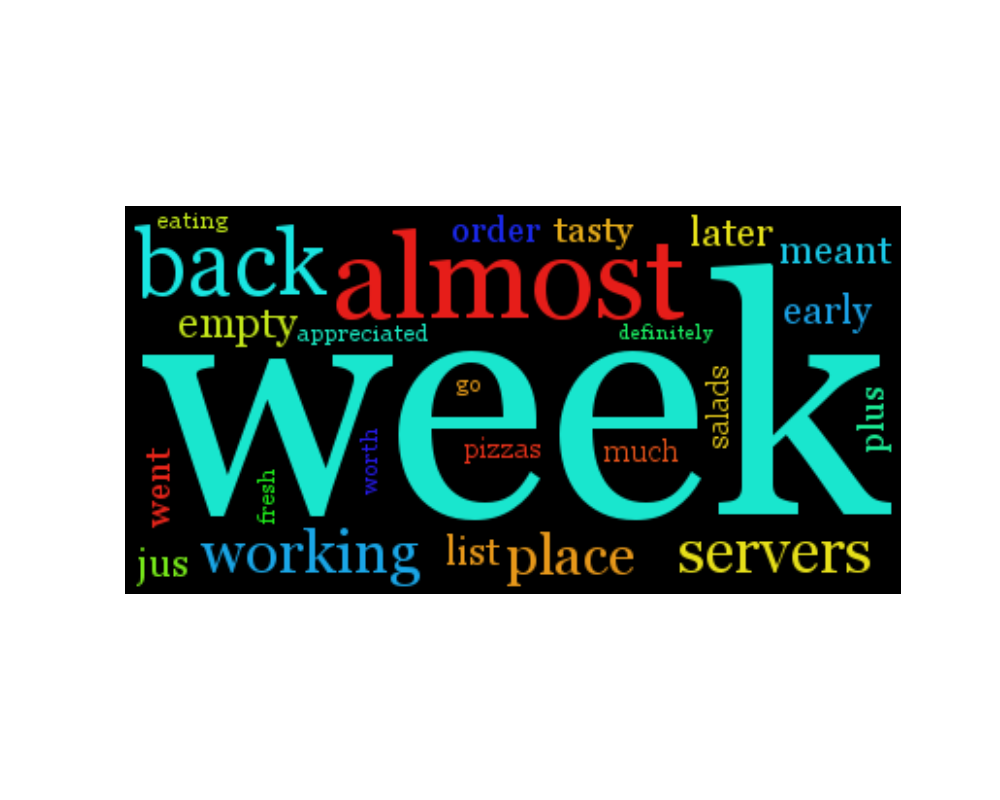 eating
order tasty later
back almost meant
empty appreciated definitely early
week
go
pizzas much salads plus
went fresh worth
jus working list place servers